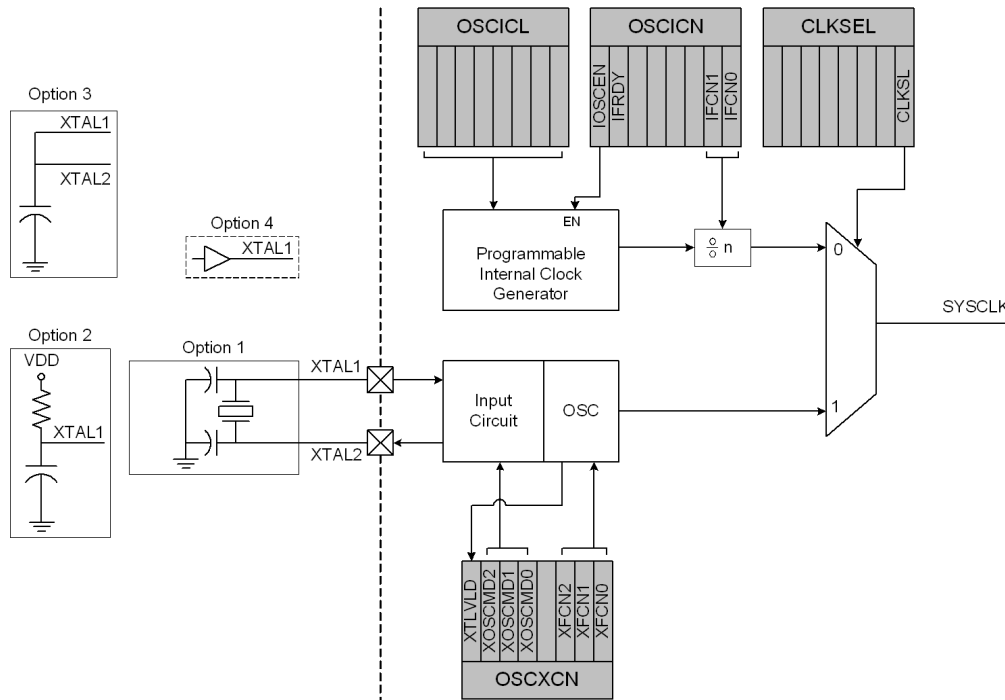 OSCICL
OSCICN
CLKSEL
IOSCEN
IFRDY
IFCN1
IFCN0
CLKSL
Option 3
XTAL1
XTAL2
Option 4
XTAL1
EN
Programmable
Internal Clock
Generator
n
0
SYSCLK
Option 2
VDD
XTAL1
Option 1
XTAL1
XTAL2
Input
Circuit
OSC
1
XTLVLD
XOSCMD2
XOSCMD1
XOSCMD0
XFCN2
XFCN1
XFCN0
OSCXCN